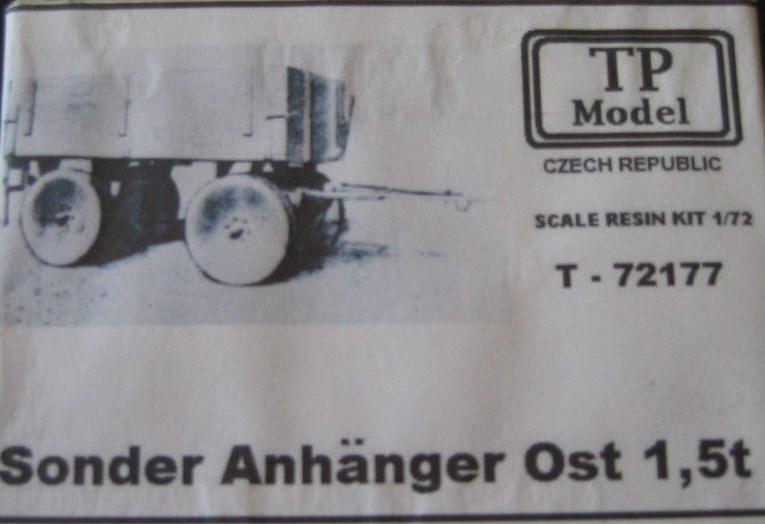 TP
Model
CZECH REPUBLIC
SCALE RESIN KIT 1/72
T - 72177
Sonder Anhänger Ost 1,5t